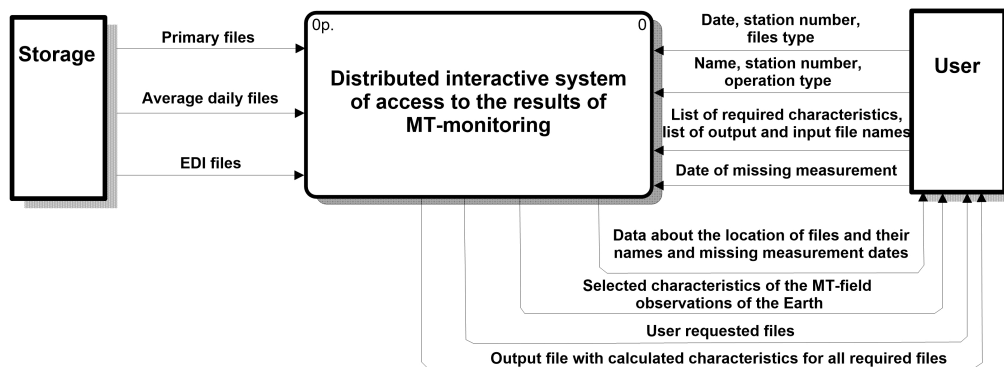 Storage
Primary files
Average daily files
EDI files
0p.
0
Distributed interactive system
of access to the results of
MT-monitoring
Date, station number,
files type
Name, station number,
operation type
List of required characteristics,
list of output and input file names
Date of missing measurement
User
Data about the location of files and their
names and missing measurement dates
Selected characteristics of the MT-field
observations of the Earth
User requested files
Output file with calculated characteristics for all required files